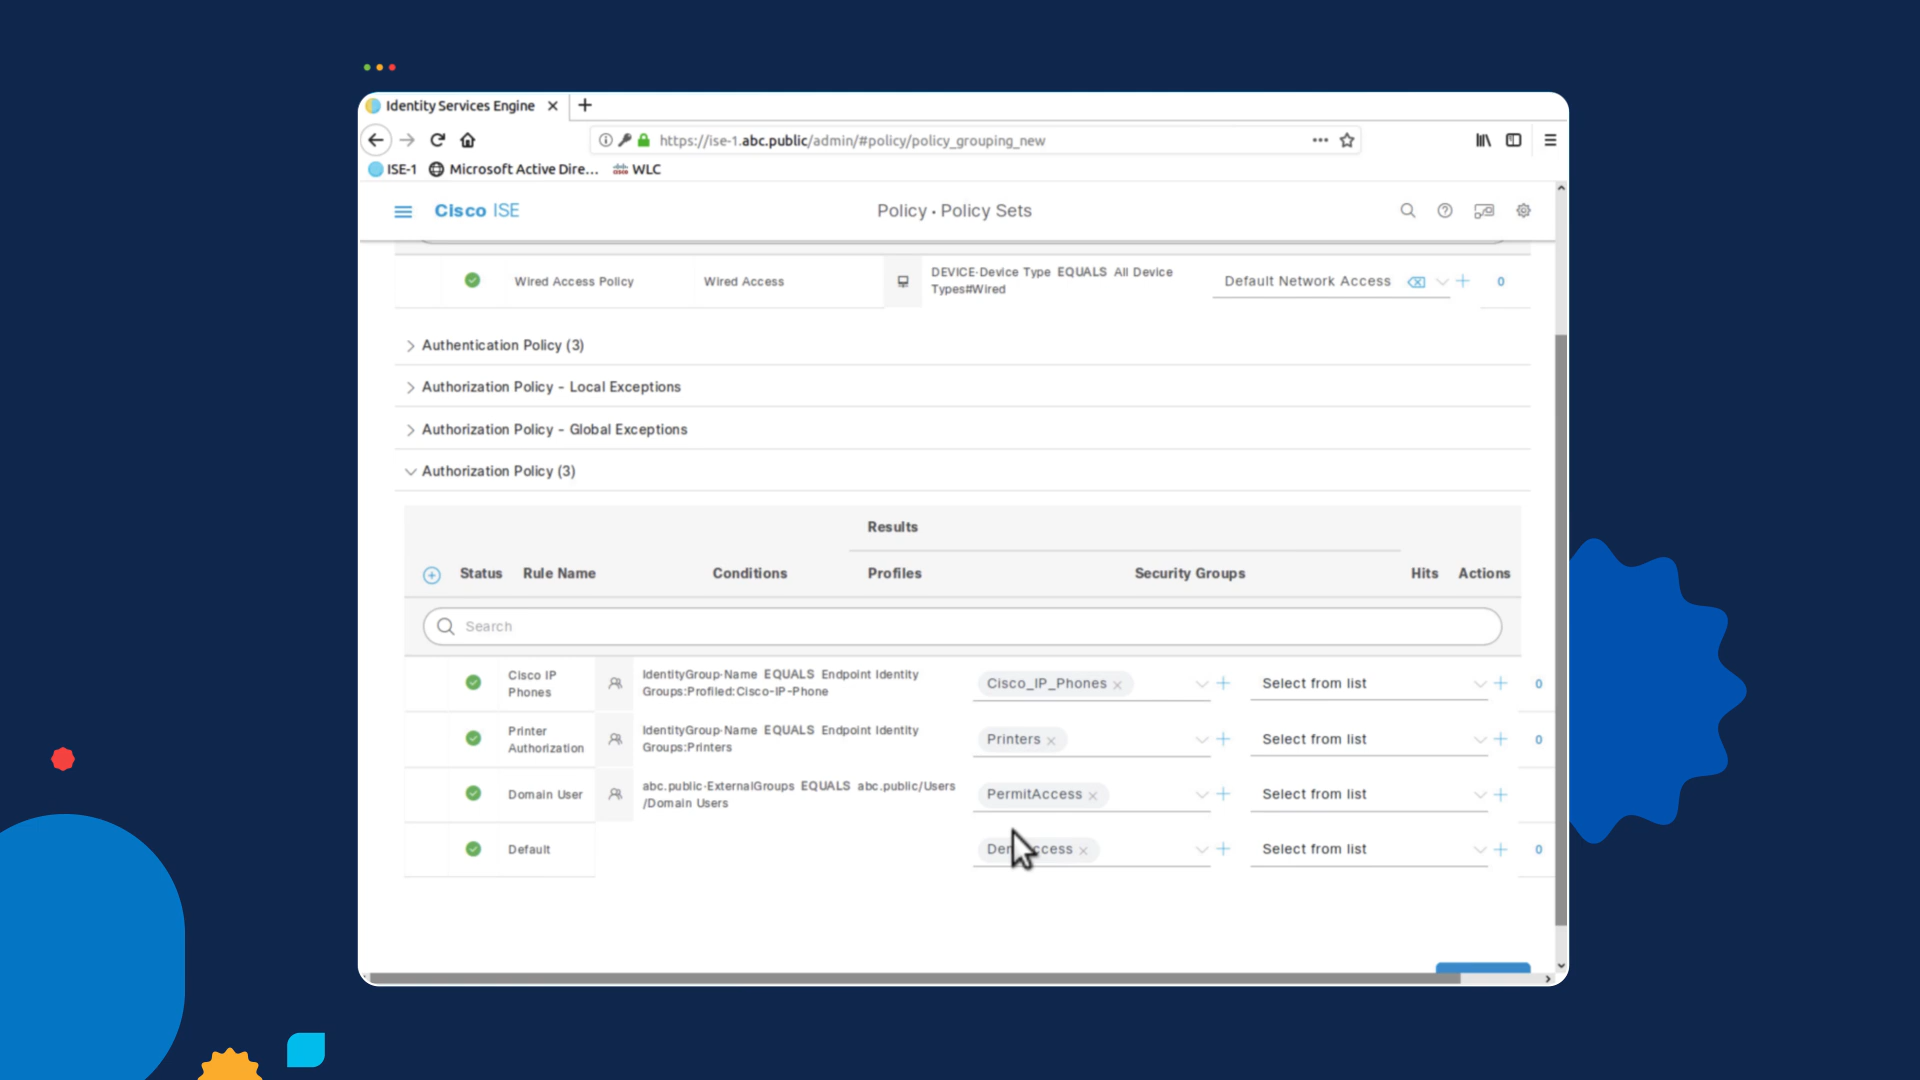 Identity Services Engine
https://ise-1.abc.public/admin/#policy/policy_grouping_new
ISE-1 Microsoft Active Dire... WLC
Cisco ISE Policy · Policy Sets
Wired Access Policy Wired Access DEVICE-Device Type EQUALS All Device Default Network Access 0
Types#Wired
Authentication Policy (3)
Authorization Policy - Local Exceptions
Authorization Policy - Global Exceptions
Authorization Policy (3)
Results
Status Rule Name Conditions Profiles Security Groups Hits Actions
Search
Cisco IP IdentityGroup-Name EQUALS Endpoint Identity Cisco_IP_Phones Select from list 0
Phones Groups:Profiled:Cisco-IP-Phone
Printer IdentityGroup-Name EQUALS Endpoint Identity Printers Select from list 0
Authorization Groups:Printers
Domain User abc.public-ExternalGroups EQUALS abc.public/Users PermitAccess Select from list
/Domain Users
Default Select from list 0